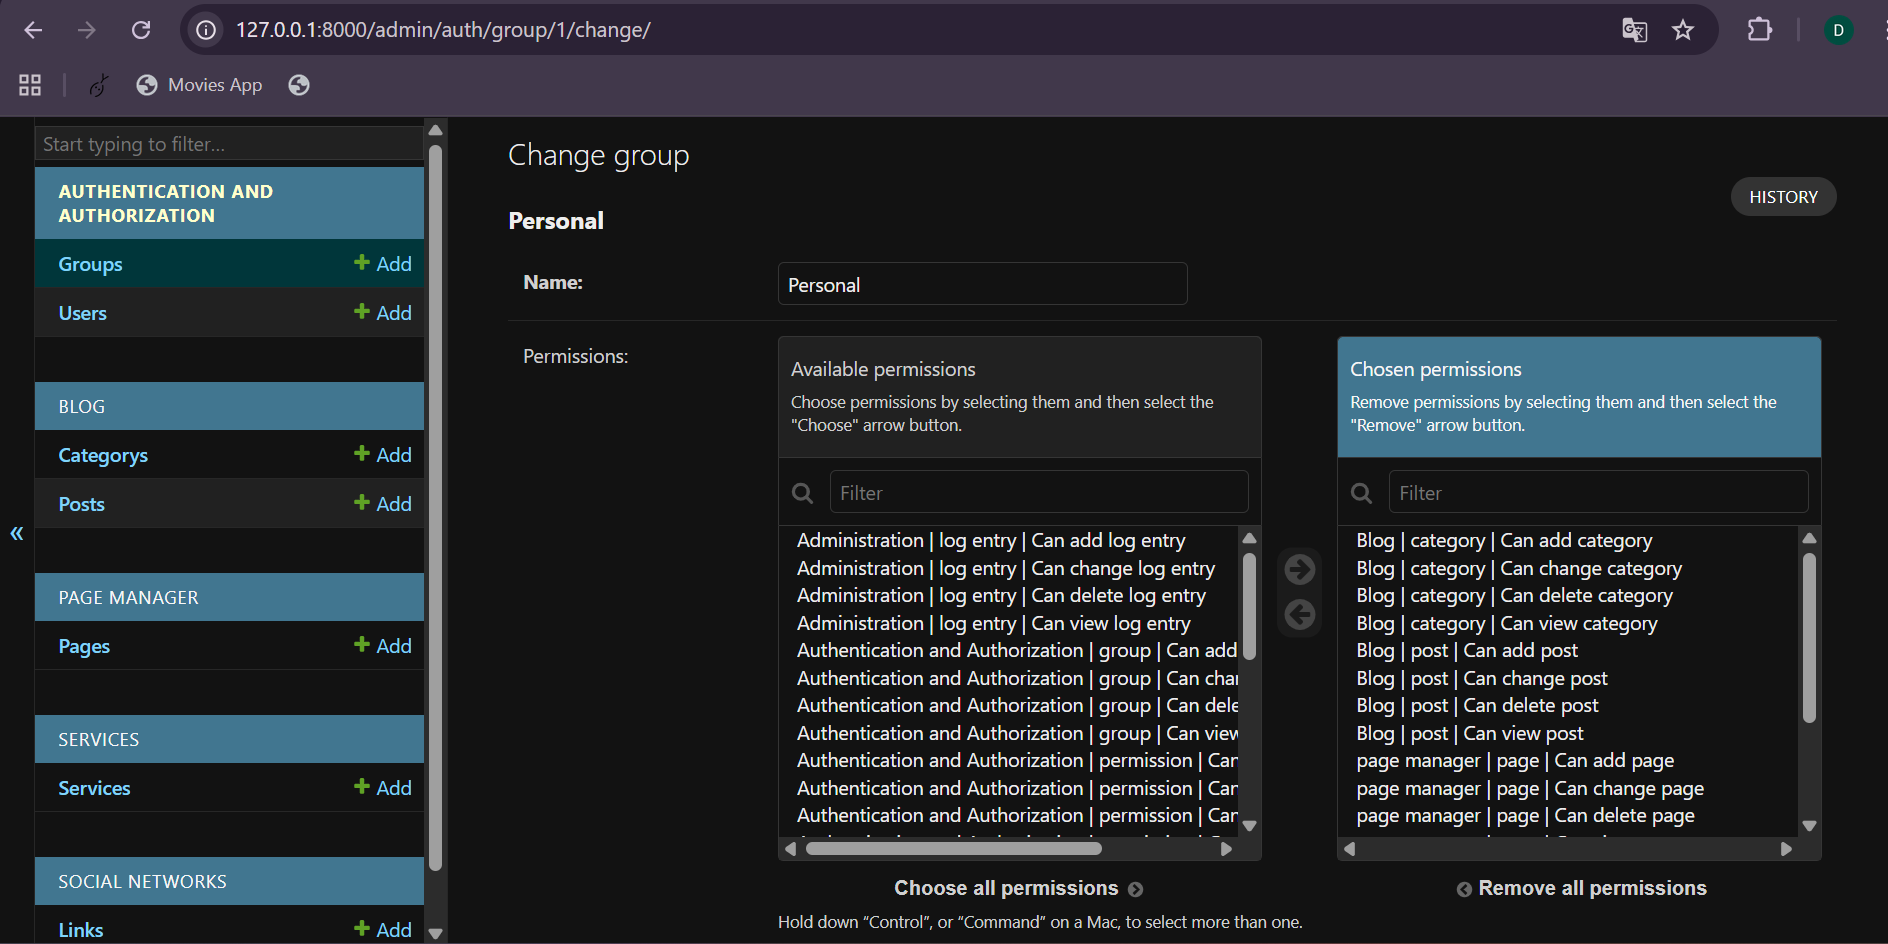 127.0.0.1:8000/admin/auth/group/1/change/
D
Movies App
Start typing to filter...
AUTHENTICATION AND
AUTHORIZATION
Groups
Add
Users
Add
BLOG
Categorys
Add
Posts
Add
«
PAGE MANAGER
Pages
Add
SERVICES
Services
Add
SOCIAL NETWORKS
Links
Add
Change group
HISTORY
Personal
Name:
Personal
Permissions:
Available permissions
Choose permissions by selecting them and then select the
"Choose" arrow button.
Filter
Administration | log entry | Can add log entry
Administration | log entry | Can change log entry
Administration | log entry | Can delete log entry
Administration | log entry | Can view log entry
Authentication and Authorization | group | Can add
Authentication and Authorization | group | Can
Authentication and Authorization | group | Can
Authentication and Authorization | group | Can view
Authentication and Authorization | permission | Can
Authentication and Authorization | permission | Can
Authentication and Authorization | permission | Can
Choose all permissions
Hold down “Control”, or “Command” on a Mac, to select more than one.
Chosen permissions
Remove permissions by selecting them and then select the
"Remove" arrow button.
Filter
Blog | category | Can add category
Blog | category | Can change category
Blog | category | Can delete category
Blog | category | Can view category
Blog | post | Can add post
Blog | post | Can change post
Blog | post | Can delete post
Blog | post | Can view post
page manager | page | Can add page
page manager | page | Can change page
page manager | page | Can delete page
Remove all permissions